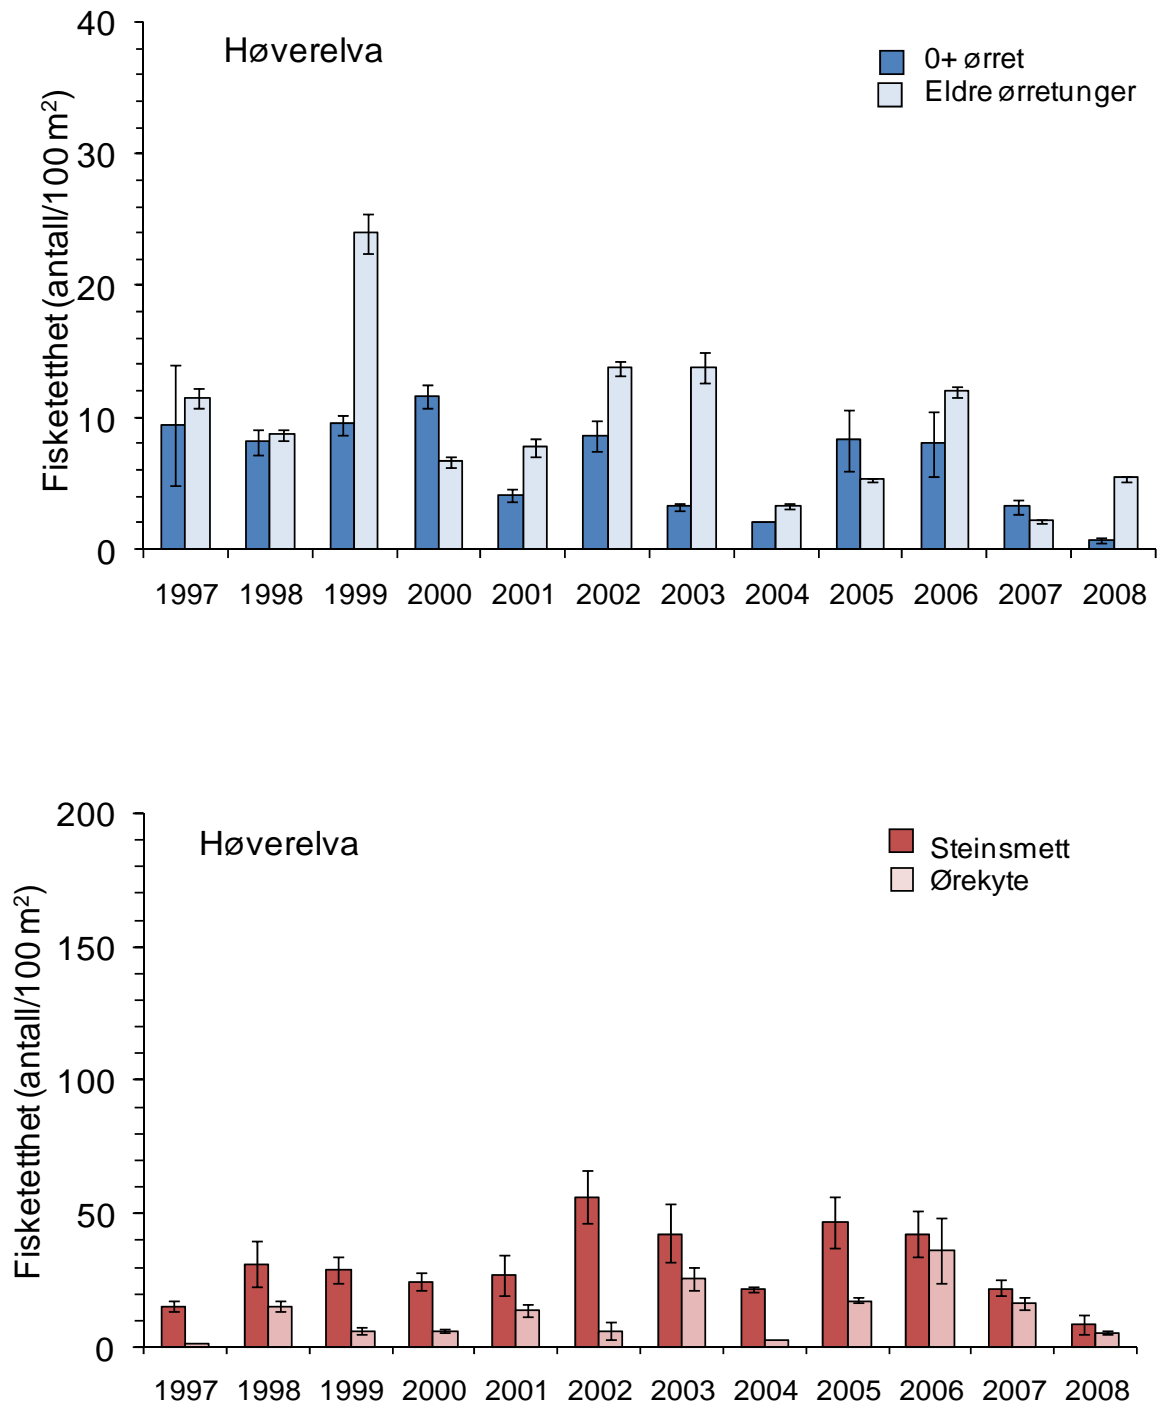 Høverelva
0+ ørret
Eldre ørretunger
Fisketetthet (antall/100 m²)
40
30
20
10
0
1997 1998 1999 2000 2001 2002 2003 2004 2005 2006 2007 2008
Høverelva
Steinsmett
Ørekyte
Fisketetthet (antall/100 m²)
200
150
100
50
0
1997 1998 1999 2000 2001 2002 2003 2004 2005 2006 2007 2008